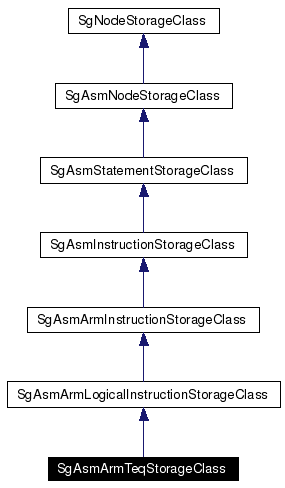 SgNodeStorageClass
SgAsmNodeStorageClass
SgAsmStatementStorageClass
SgAsmInstructionStorageClass
SgAsmArmInstructionStorageClass
SgAsmArmLogicalInstructionStorageClass
SgAsmArmTeqStorageClass